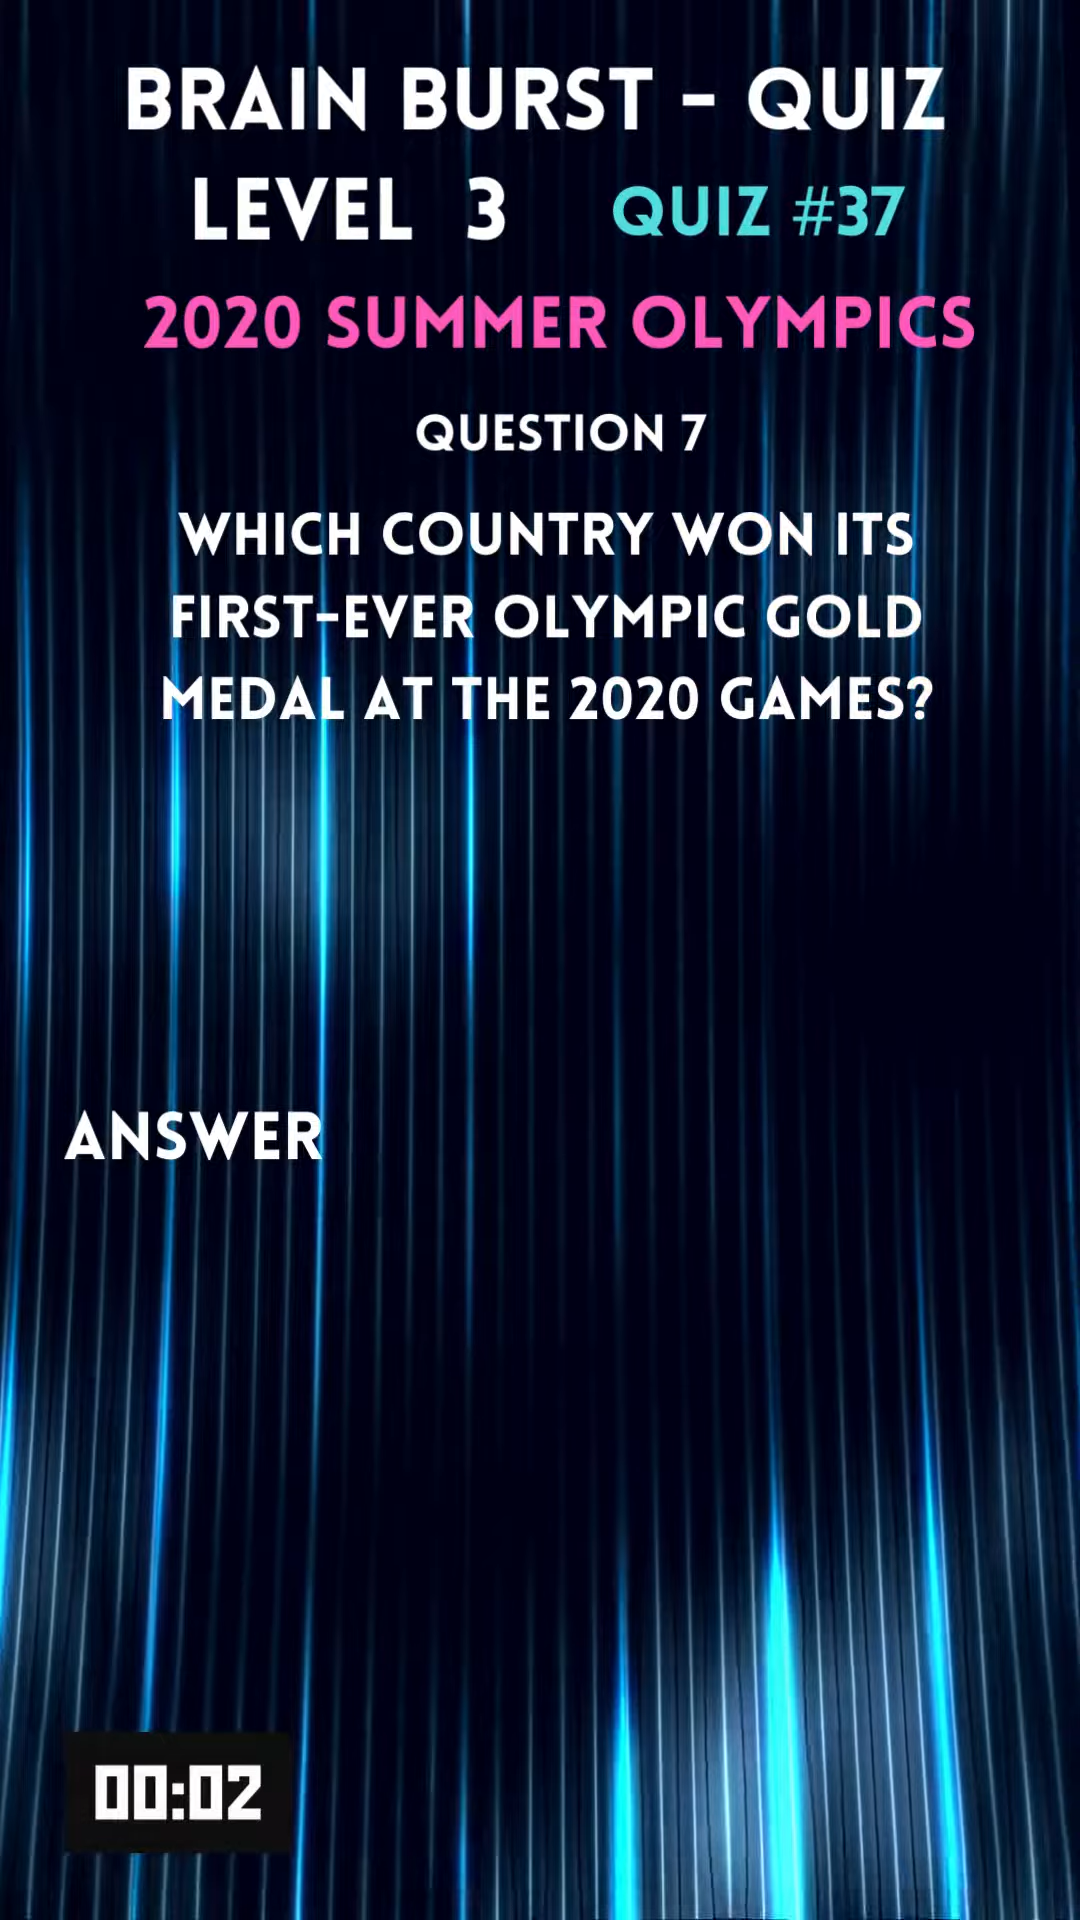 BRAIN BURST - QUIZ
LEVEL 3 QUIZ #37
2020 SUMMER OLYMPICS
QUESTION 7
WHICH COUNTRY WON ITS
FIRST-EVER OLYMPIC GOLD
MEDAL AT THE 2020 GAMES?
ANSWER
00:02